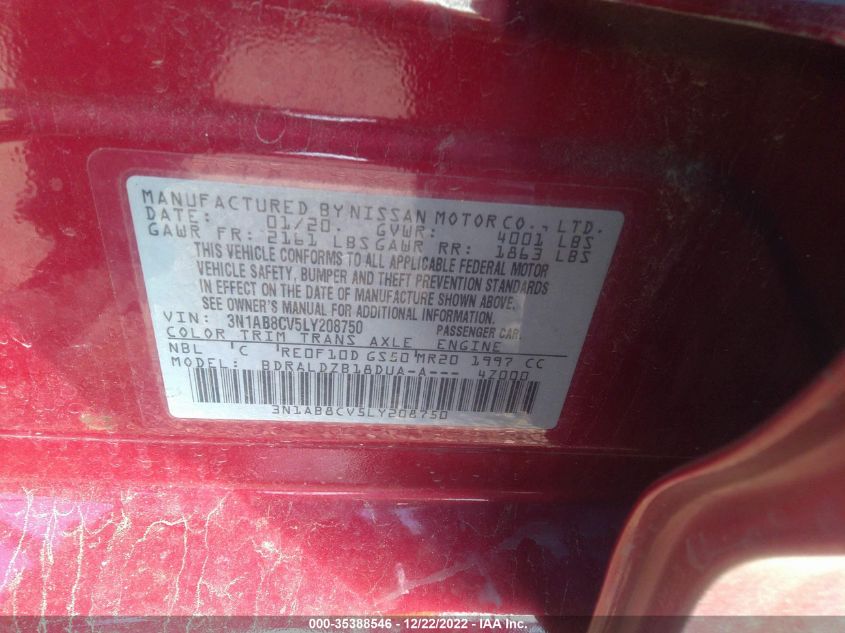 MANUFACTURED BY NISSAN MOTOR CO., LTD.
DATE: 01/20. GVWR: 4001 LBS
GAWR FR: 2161 LBS GAWR RR: 1863 LBS
THIS VEHICLE CONFORMS TO ALL APPLICABLE FEDERAL MOTOR
VEHICLE SAFETY, BUMPER AND THEFT PREVENTION STANDARDS
IN EFFECT ON THE DATE OF MANUFACTURE SHOWN ABOVE.
SEE OWNER'S MANUAL FOR ADDITIONAL INFORMATION.
VIN: 3N1AB8CV5LY208750 PASSENGER CAR.
COLOR TRIM TRANS AXLE ENGINE
NBL C RE0F10D GS50 MR20 1997 CC
MODEL: BDRALDZB18DUA-A--- 47000
3N1AB8CV5LY208750
000-35388546 - 12/22/2022 - IAA Inc.